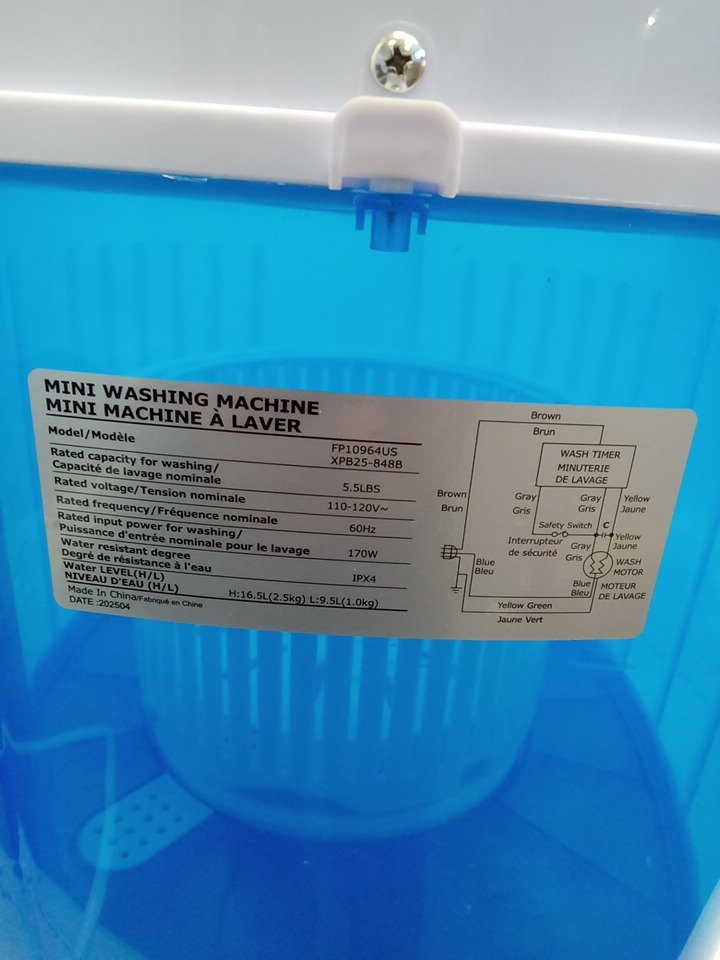 MINI WASHING MACHINE
MINI MACHINE À LAVER
Model/Modèle
FP10964US
XPB25-848B
Rated capacity for washing/
Capacité de lavage nominale
5.5LBS
Rated voltage/Tension nominale
110-120V~
Rated frequency/Fréquence nominale
60Hz
Rated input power for washing/
Puissance d'entrée nominale pour le lavage
170W
Water resistant degree
Degré de résistance à l'eau
IPX4
Water LEVEL(H/L)
NIVEAU D'EAU (H/L)
H:16.5L(2.5kg) L:9.5L(1.0kg)
Made In China/Fabriqué en Chine
DATE :202504
Brown
Brun
WASH TIMER
MINUTERIE
DE LAVAGE
Brown
Brun
Gray
Gris
Gray
Gris
Yellow
Jaune
Safety Switch
C
Interrupteur
de sécurité
Yellow
Jaune
Gray
Gris
WASH
MOTOR
MOTEUR
DE LAVAGE
Blue
Bleu
Blue
Bleu
Yellow Green
Jaune Vert